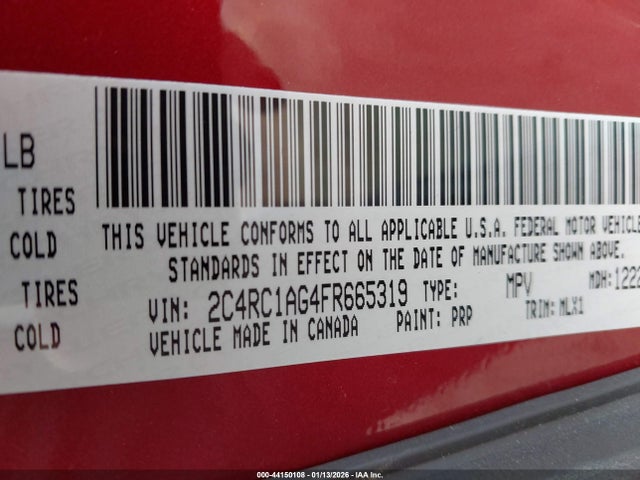 LB
TIRES
COLD
TIRES
COLD
THIS VEHICLE CONFORMS TO ALL APPLICABLE U.S.A. FEDERAL MOTOR VEHICLE
STANDARDS IN EFFECT ON THE DATE OF MANUFACTURE SHOWN ABOVE.
VIN: 2C4RC1AG4FR665319 TYPE: MPV MDH:1222
VEHICLE MADE IN CANADA PAINT: PRP TRIM: MLX1
000-44150108 - 01/13/2026 - IAA Inc.